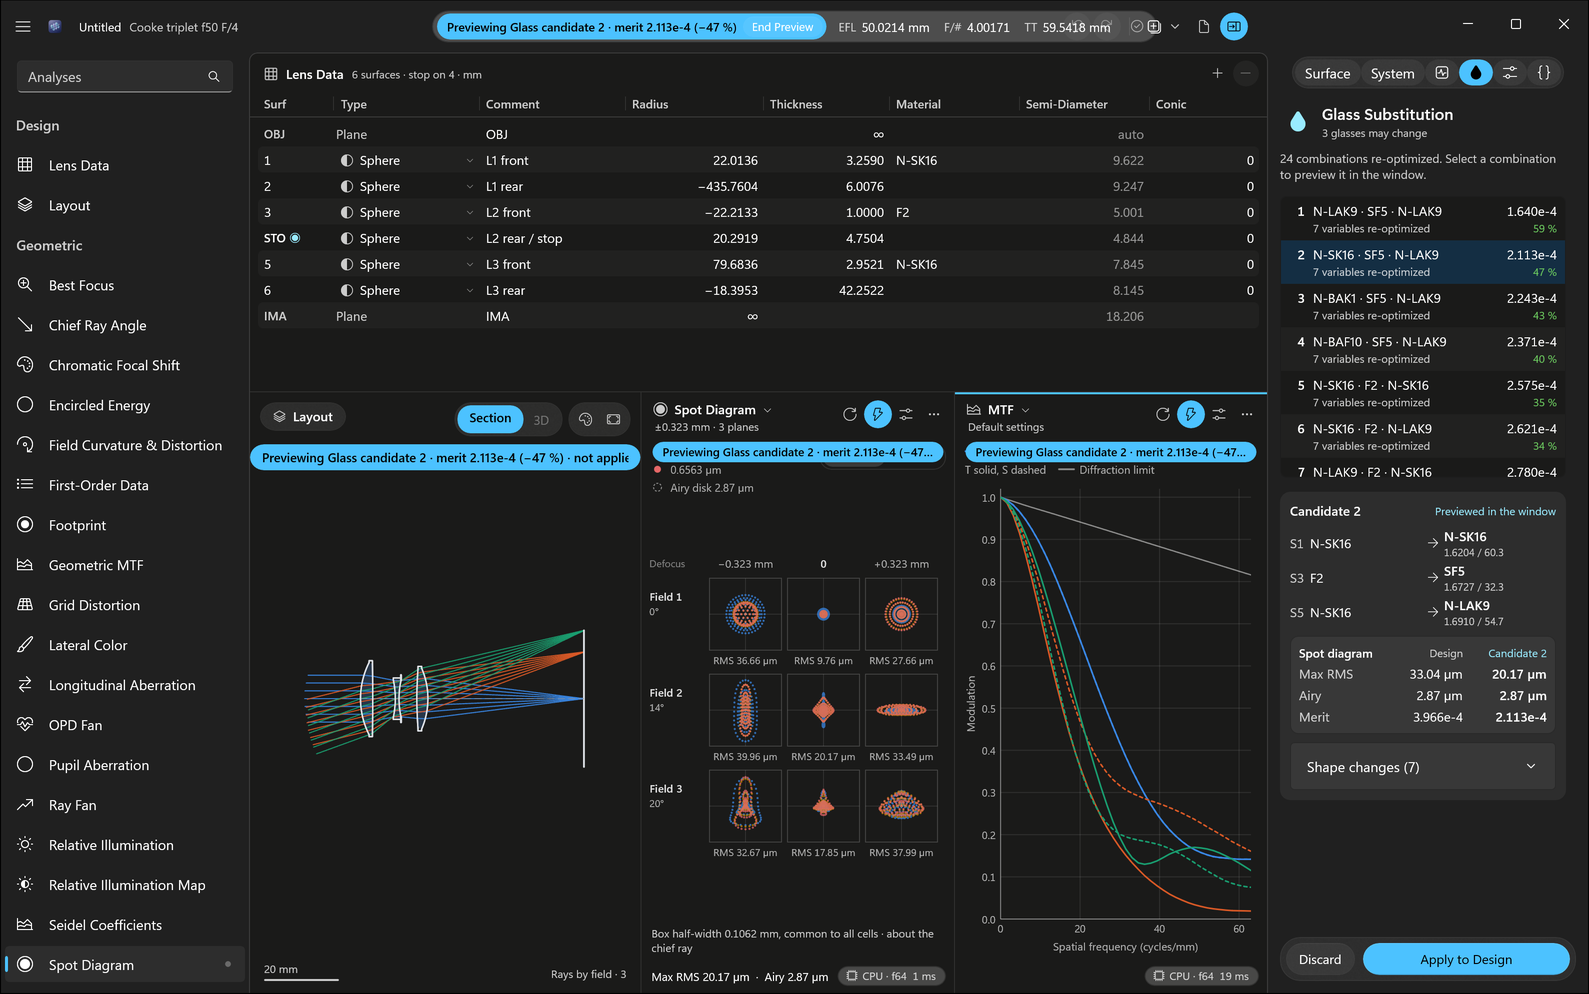 Untitled Cooke triplet f50 F/4
Previewing Glass candidate 2 · merit 2.113e-4 (−47 %) End Preview EFL 50.0214 mm F/# 4.00171 TT 59.5418 mm
Analyses
Design
Lens Data
Layout
Geometric
Best Focus
Chief Ray Angle
Chromatic Focal Shift
Encircled Energy
Field Curvature & Distortion
First-Order Data
Footprint
Geometric MTF
Grid Distortion
Lateral Color
Longitudinal Aberration
OPD Fan
Pupil Aberration
Ray Fan
Relative Illumination
Relative Illumination Map
Seidel Coefficients
Spot Diagram
Lens Data 6 surfaces · stop on 4 · mm
Surf Type Comment Radius Thickness Material Semi-Diameter Conic
OBJ Plane OBJ ∞ auto
1 Sphere L1 front 22.0136 3.2590 N-SK16 9.622 0
2 Sphere L1 rear −435.7604 6.0076 9.247 0
3 Sphere L2 front −22.2133 1.0000 F2 5.001 0
STO Sphere L2 rear / stop 20.2919 4.7504 4.844 0
5 Sphere L3 front 79.6836 2.9521 N-SK16 7.845 0
6 Sphere L3 rear −18.3953 42.2522 8.145 0
IMA Plane IMA ∞ 18.206
Layout Section 3D
Previewing Glass candidate 2 · merit 2.113e-4 (−47 %) · not applie
20 mm
Rays by field · 3
Spot Diagram
±0.323 mm · 3 planes
Previewing Glass candidate 2 · merit 2.113e-4 (−47...
0.6563 µm
Airy disk 2.87 µm
Defocus −0.323 mm 0 +0.323 mm
Field 1
0°
RMS 36.66 µm RMS 9.76 µm RMS 27.66 µm
Field 2
14°
RMS 39.96 µm RMS 20.17 µm RMS 33.49 µm
Field 3
20°
RMS 32.67 µm RMS 17.85 µm RMS 37.99 µm
Box half-width 0.1062 mm, common to all cells · about the
chief ray
Max RMS 20.17 µm · Airy 2.87 µm CPU · f64 1 ms
MTF
Default settings
Previewing Glass candidate 2 · merit 2.113e-4 (−47...
T solid, S dashed Diffraction limit
Modulation
1.0
0.9
0.8
0.7
0.6
0.5
0.4
0.3
0.2
0.1
0.0
0 20 40 60
Spatial frequency (cycles/mm)
CPU · f64 19 ms
Surface System { }
Glass Substitution
3 glasses may change
24 combinations re-optimized. Select a combination
to preview it in the window.
1 N-LAK9 · SF5 · N-LAK9 1.640e-4
7 variables re-optimized 59 %
2 N-SK16 · SF5 · N-LAK9 2.113e-4
7 variables re-optimized 47 %
3 N-BAK1 · SF5 · N-LAK9 2.243e-4
7 variables re-optimized 43 %
4 N-BAF10 · SF5 · N-LAK9 2.371e-4
7 variables re-optimized 40 %
5 N-SK16 · F2 · N-SK16 2.575e-4
7 variables re-optimized 35 %
6 N-SK16 · F2 · N-LAK9 2.621e-4
7 variables re-optimized 34 %
7 N-LAK9 · F2 · N-SK16 2.780e-4
Candidate 2 Previewed in the window
S1 N-SK16 → N-SK16
1.6204 / 60.3
S3 F2 → SF5
1.6727 / 32.3
S5 N-SK16 → N-LAK9
1.6910 / 54.7
Spot diagram Design Candidate 2
Max RMS 33.04 µm 20.17 µm
Airy 2.87 µm 2.87 µm
Merit 3.966e-4 2.113e-4
Shape changes (7)
Discard Apply to Design